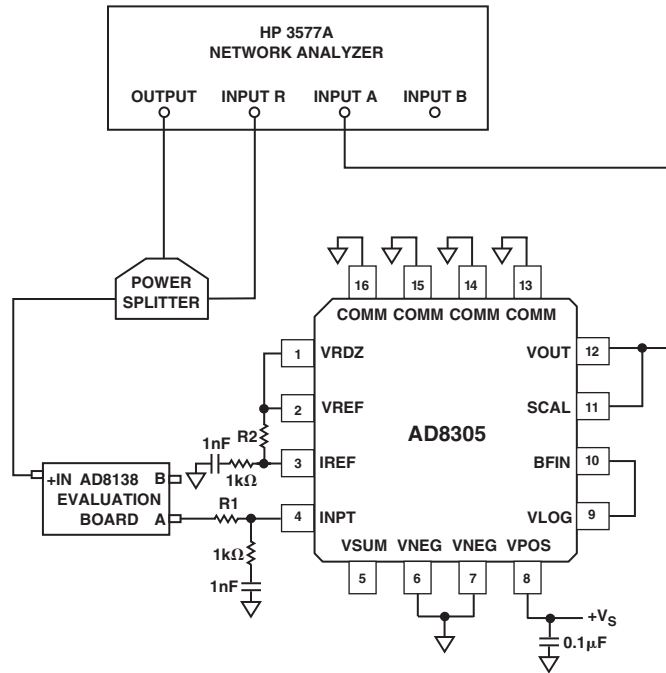 HP 3577A
NETWORK ANALYZER
OUTPUT INPUT R INPUT A INPUT B
POWER
SPLITTER
16 15 14 13
COMM COMM COMM COMM
1 VRDZ
VOUT 12
2 VREF
SCAL 11
AD8305
R2
1nF
1kΩ
3 IREF
BFIN 10
+IN AD8138 B
EVALUATION
BOARD A
R1
4 INPT
VLOG 9
1kΩ
1nF
VSUM VNEG VNEG VPOS
5 6 7 8
+VS
0.1μF